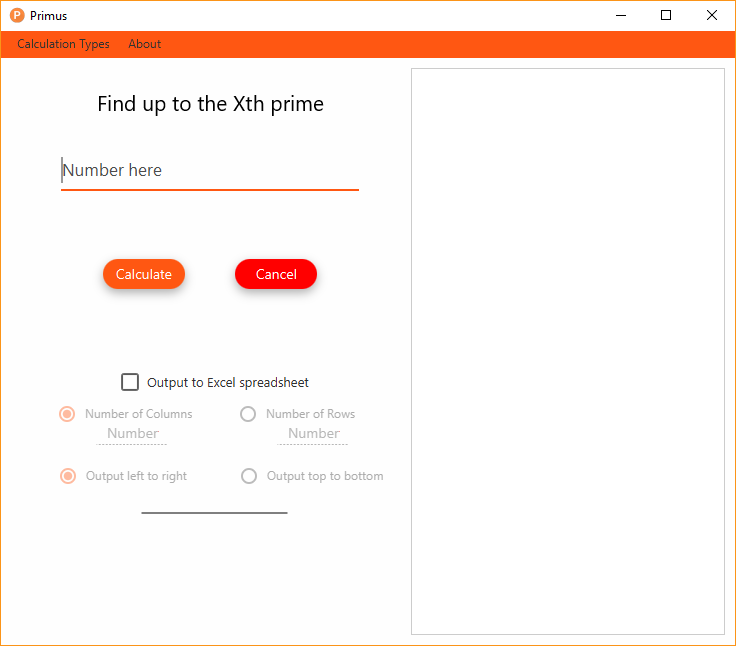 P Primus
Calculation Types About
Find up to the Xth prime
Number here
Calculate Cancel
Output to Excel spreadsheet
Number of Columns Number of Rows
Number Number
Output left to right Output top to bottom